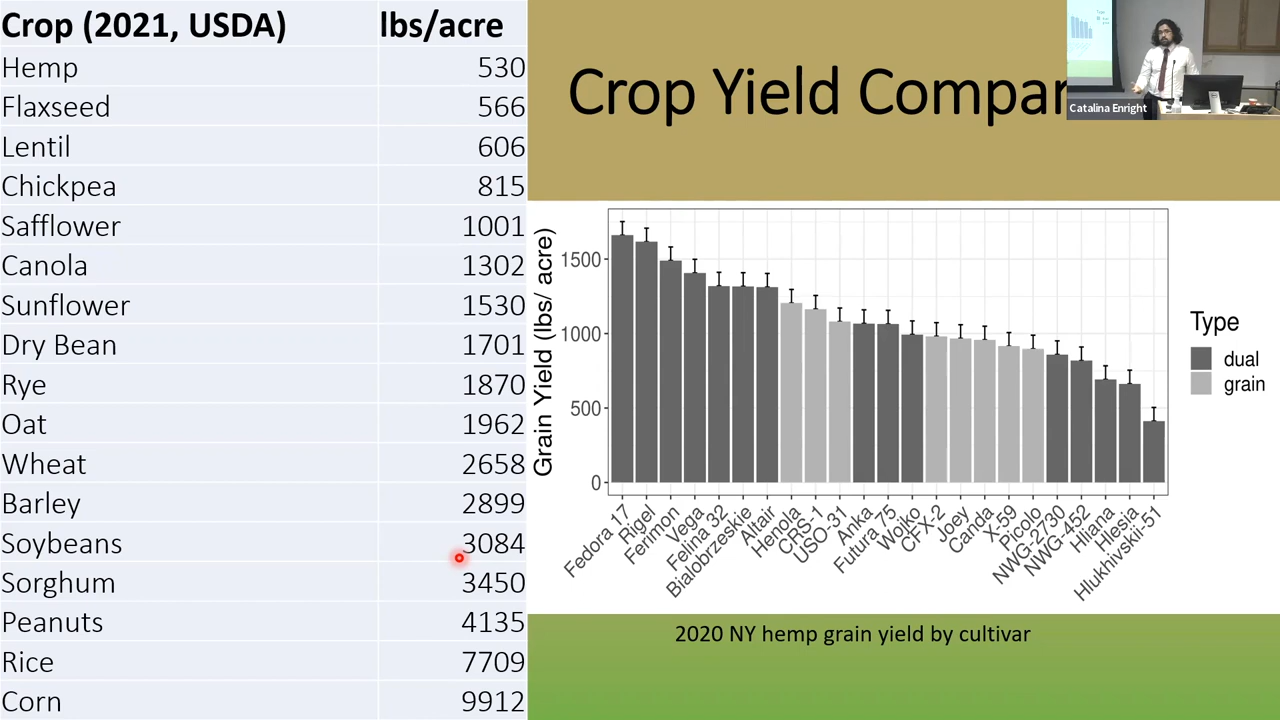 Crop (2021, USDA) lbs/acre
Hemp 530
Flaxseed 566
Lentil 606
Chickpea 815
Safflower 1001
Canola 1302
Sunflower 1530
Dry Bean 1701
Rye 1870
Oat 1962
Wheat 2658
Barley 2899
Soybeans 3084
Sorghum 3450
Peanuts 4135
Rice 7709
Corn 9912
Crop Yield Compar
Catalina Enright
Grain Yield (lbs/ acre)
1500
1000
500
0
Fedora 17
Rigel
Ferimon
Vega
Felina 32
Bialobrzeskie
Altair
Henola
CRS-1
USO-31
Anka
Futura 75
Wojko
CFX-2
Joey
Canda
X-59
Picolo
NWG-2730
NWG-452
Hliana
Hlesia
Hlukhivskii-51
Type
dual
grain
2020 NY hemp grain yield by cultivar